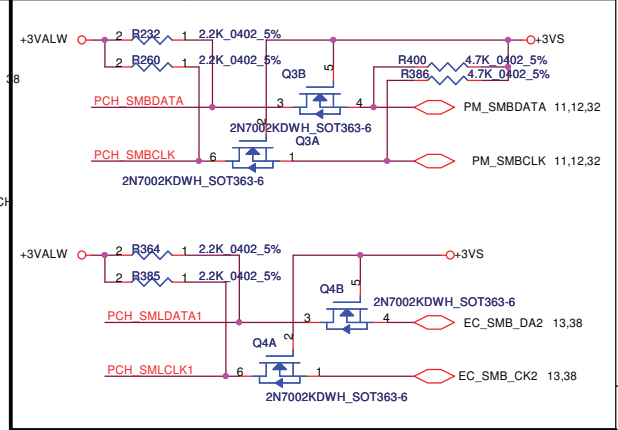 +3VALW 2 R232 1 2.2K_0402_5% +3VS
2 R260 1 2.2K_0402_5% 5 R400 4.7K_0402_5%
38 Q3B R386 4.7K_0402_5%
PCH_SMBDATA 3 4 PM_SMBDATA 11,12,32
2N7002KDWH_SOT363-6
2 Q3A
PCH_SMBCLK 6 1 PM_SMBCLK 11,12,32
2N7002KDWH_SOT363-6
CH
+3VALW 2 R364 1 2.2K_0402_5% +3VS
2 R385 1 2.2K_0402_5% 5
Q4B 2N7002KDWH_SOT363-6
PCH_SMLDATA1 3 4 EC_SMB_DA2 13,38
Q4A 2
PCH_SMLCLK1 6 1 EC_SMB_CK2 13,38
2N7002KDWH_SOT363-6